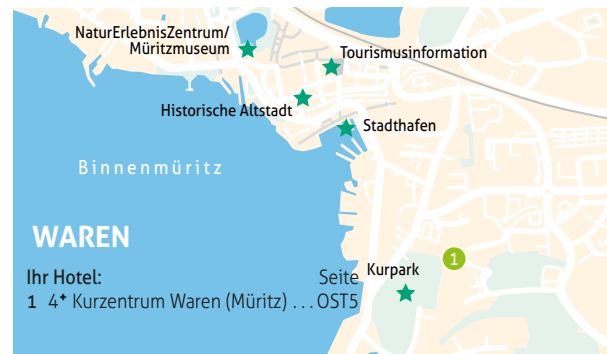 NaturErlebnisZentrum/
Müritzmuseum
Tourismusinformation
Historische Altstadt
Stadthafen
Binnenmüritz
WAREN
Ihr Hotel: Seite
1 4⁺ Kurzentrum Waren (Müritz) ... OST5
Kurpark
1